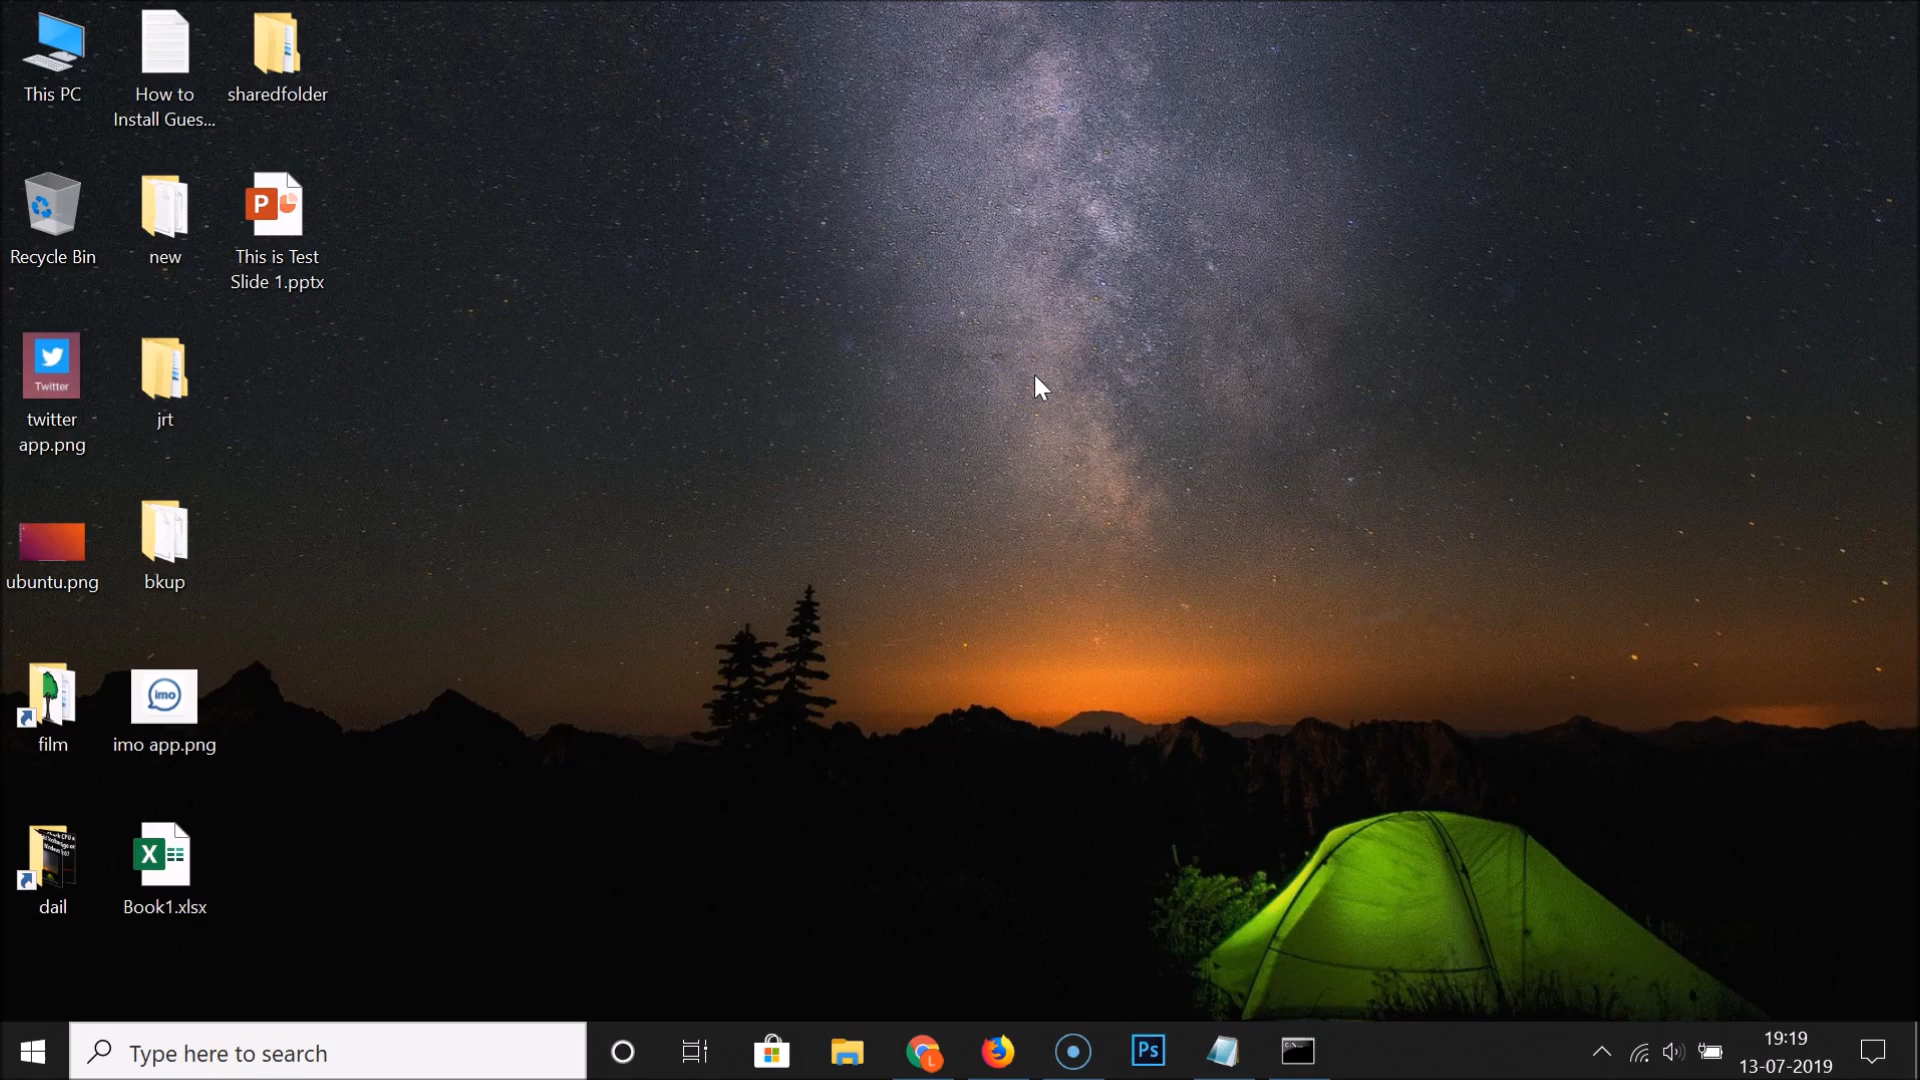 This PC
How to
Install Gues...
sharedfolder
Recycle Bin
new
This is Test
Slide 1.pptx
Twitter
twitter
app.png
jrt
ubuntu.png
bkup
film
imo
imo app.png
dail
Book1.xlsx
Type here to search
L
Ps
19:19
13-07-2019